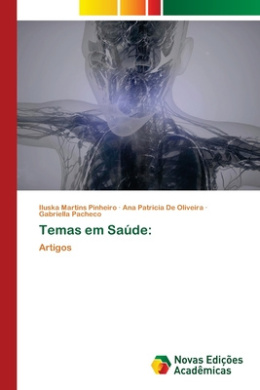 Iluska Martins Pinheiro · Ana Patrícia De Oliveira ·
Gabriella Pacheco
Temas em Saúde:
Artigos
Novas Edições
Acadêmicas